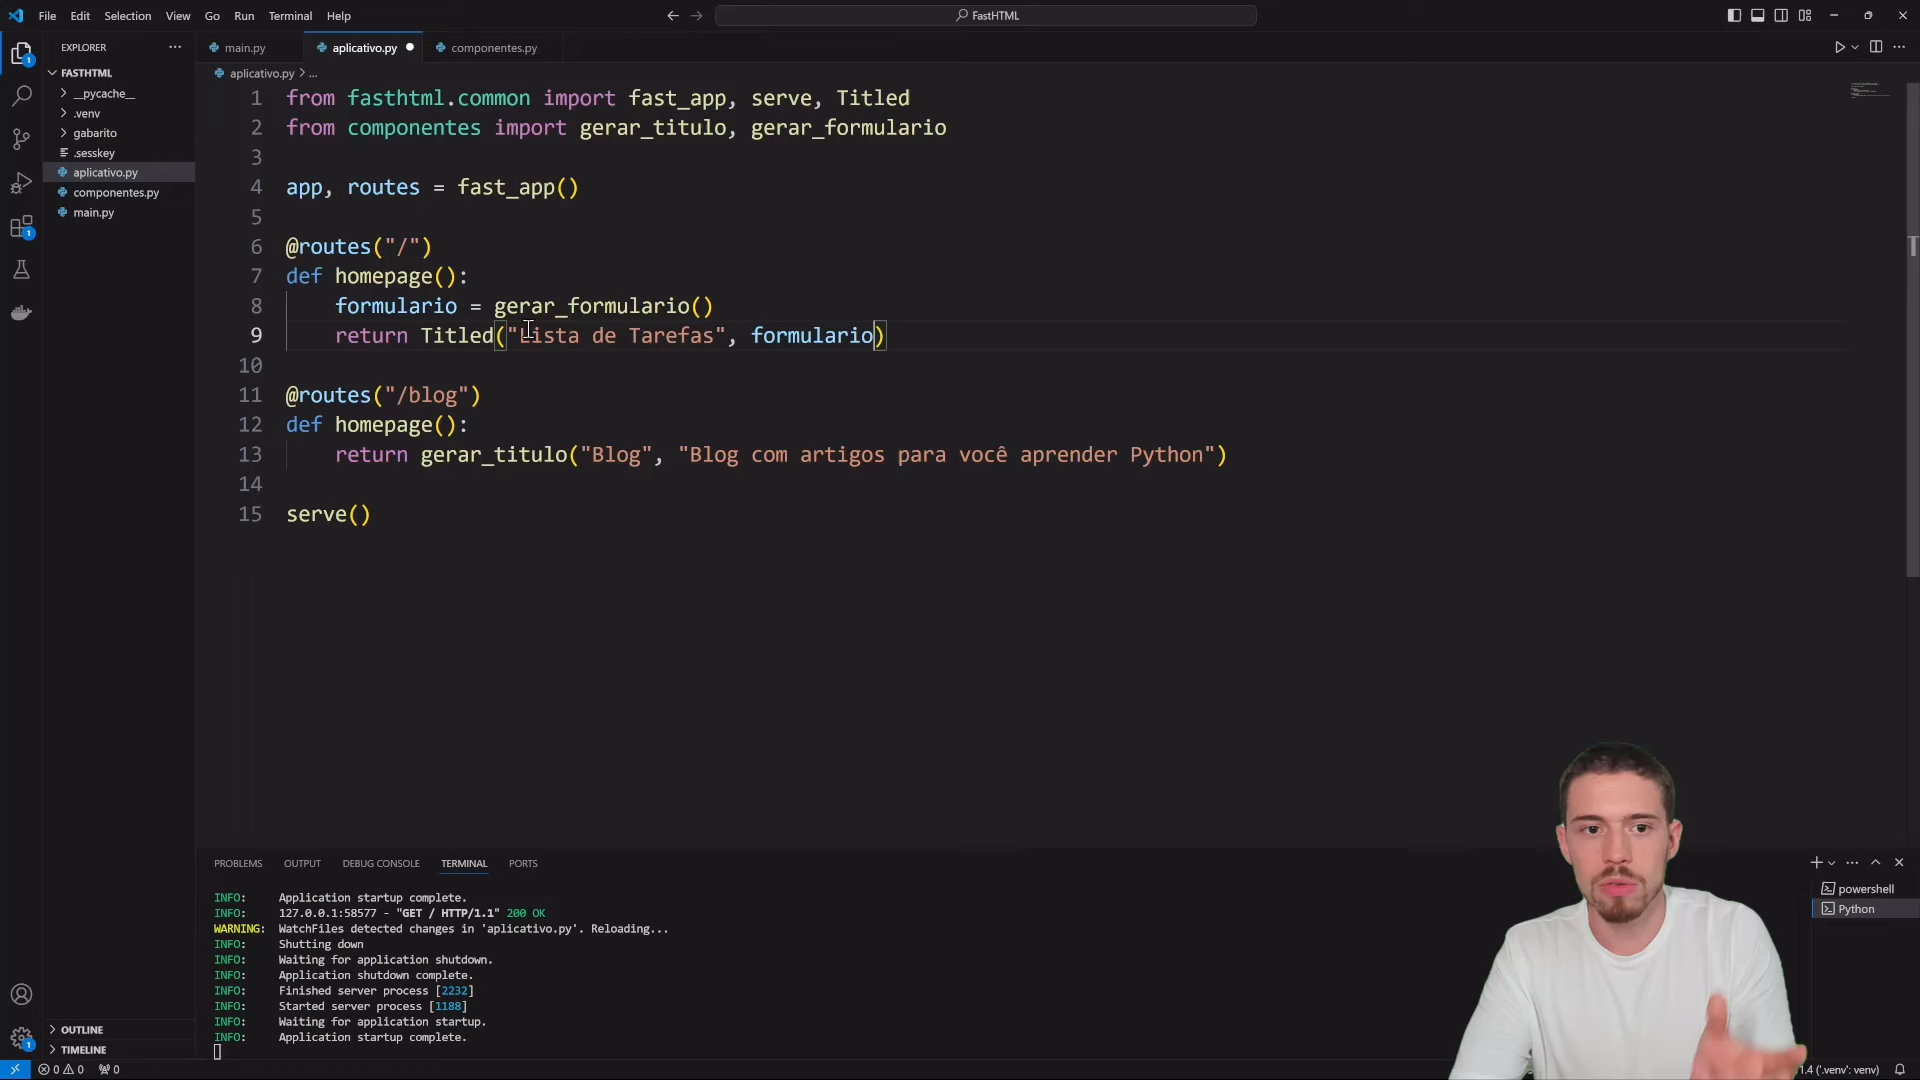 File Edit Selection View Go Run Terminal Help
FastHTML
EXPLORER
FASTHTML
__pycache__
.venv
gabarito
.sesskey
aplicativo.py
componentes.py
main.py
OUTLINE
TIMELINE
main.py
aplicativo.py
componentes.py
aplicativo.py > ...
1 from fasthtml.common import fast_app, serve, Titled
2 from componentes import gerar_titulo, gerar_formulario
3
4 app, routes = fast_app()
5
6 @routes("/")
7 def homepage():
8 formulario = gerar_formulario()
9 return Titled("Lista de Tarefas", formulario)
10
11 @routes("/blog")
12 def homepage():
13 return gerar_titulo("Blog", "Blog com artigos para você aprender Python")
14
15 serve()
PROBLEMS OUTPUT DEBUG CONSOLE TERMINAL PORTS
INFO: Application startup complete.
INFO: 127.0.0.1:58577 - "GET / HTTP/1.1" 200 OK
WARNING: WatchFiles detected changes in 'aplicativo.py'. Reloading...
INFO: Shutting down
INFO: Waiting for application shutdown.
INFO: Application shutdown complete.
INFO: Finished server process [2232]
INFO: Started server process [1188]
INFO: Waiting for application startup.
INFO: Application startup complete.
powershell
Python
0 0 0
1.4 ('.venv': venv)